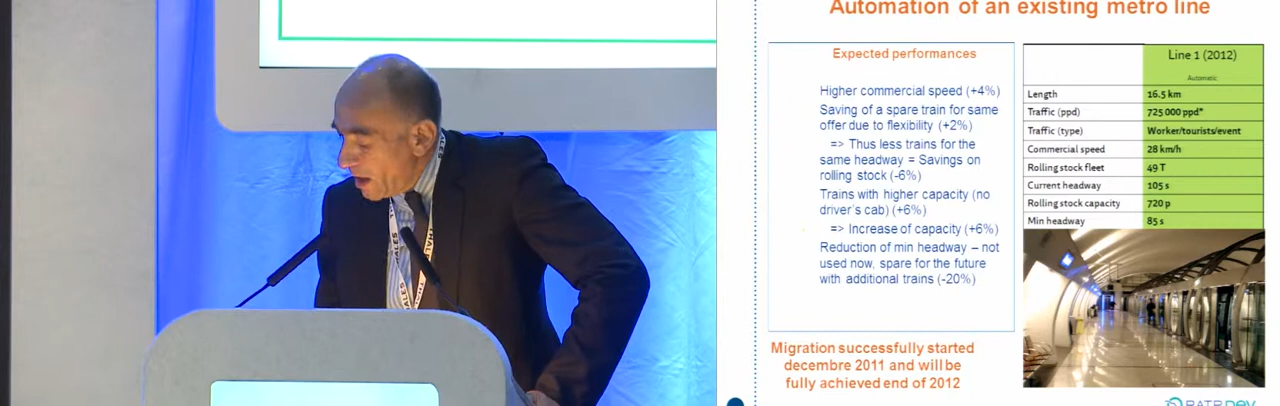 Automation of an existing metro line
Expected performances
Higher commercial speed (+4%)
Saving of a spare train for same
offer due to flexibility (+2%)
=> Thus less trains for the
same headway = Savings on
rolling stock (-6%)
Trains with higher capacity (no
driver's cab) (+6%)
=> Increase of capacity (+6%)
Reduction of min headway – not
used now, spare for the future
with additional trains (-20%)
Migration successfully started
decembre 2011 and will be
fully achieved end of 2012
Line 1 (2012)
Automatic
Length 16.5 km
Traffic (ppd) 725 000 ppd*
Traffic (type) Worker/tourists/event
Commercial speed 28 km/h
Rolling stock fleet 49 T
Current headway 105 s
Rolling stock capacity 720 p
Min headway 85 s
RATP Dev
THALES